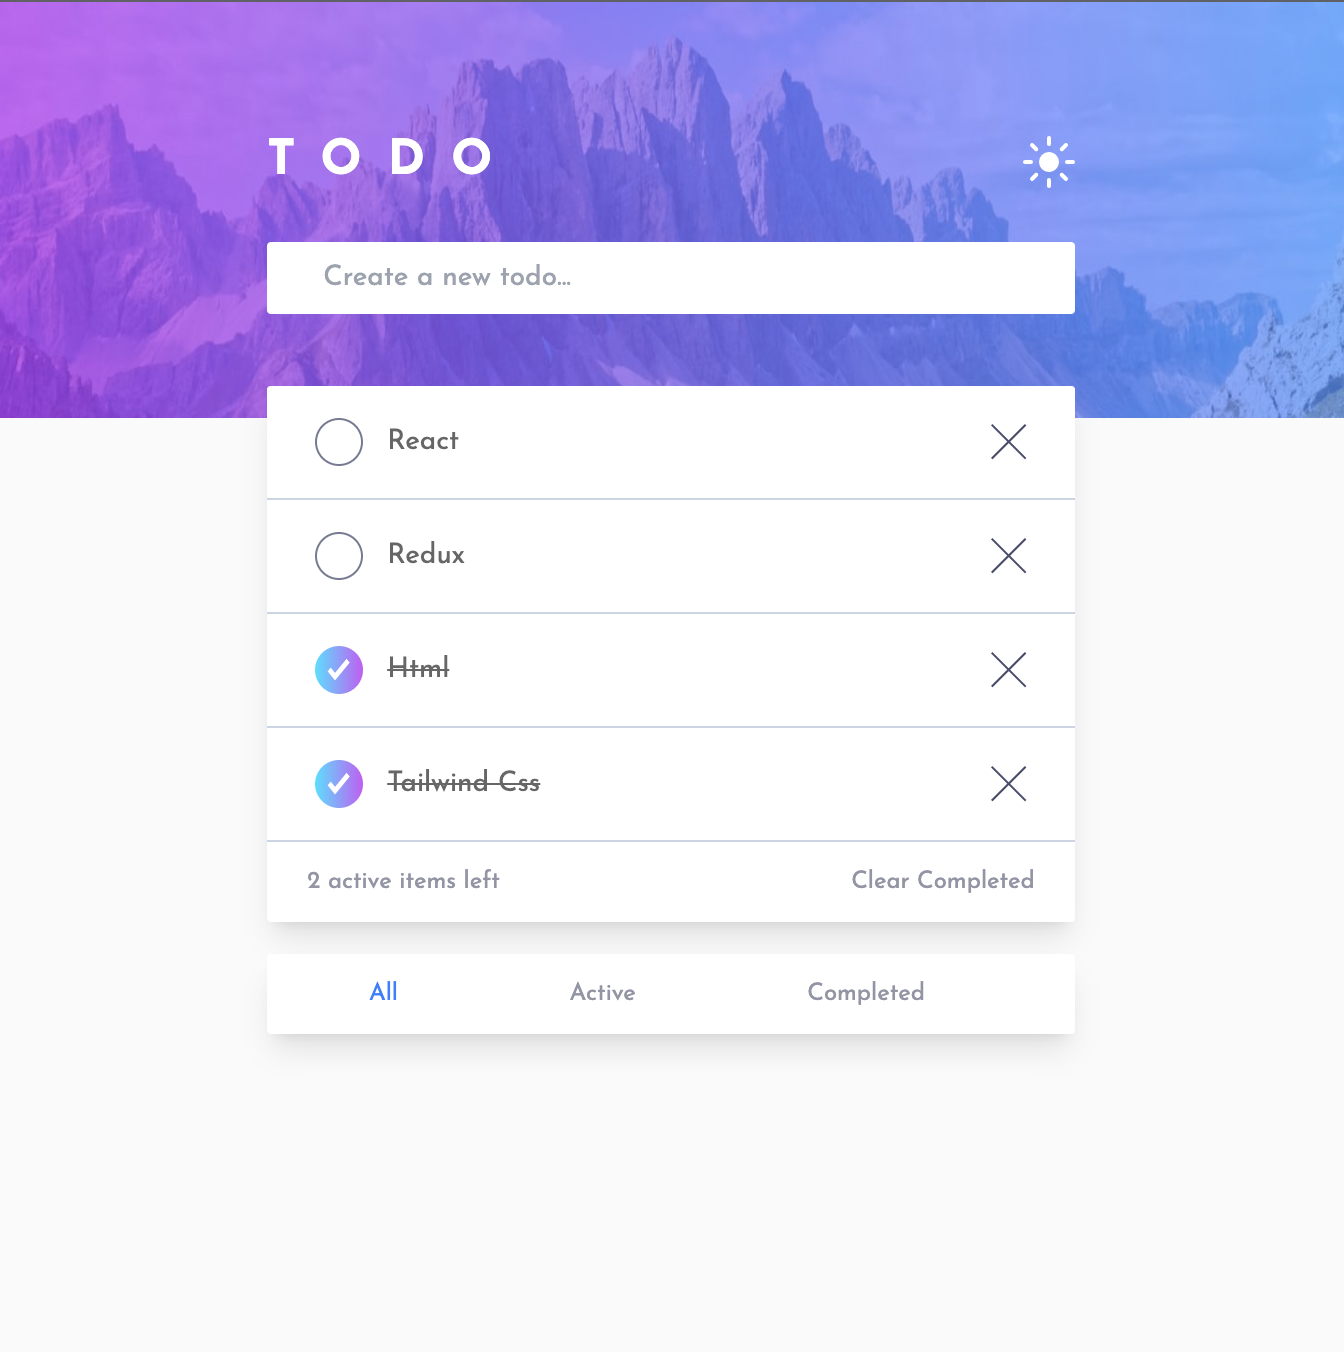 TODO
Create a new todo...
React
Redux
Html
Tailwind Css
2 active items left
Clear Completed
All
Active
Completed